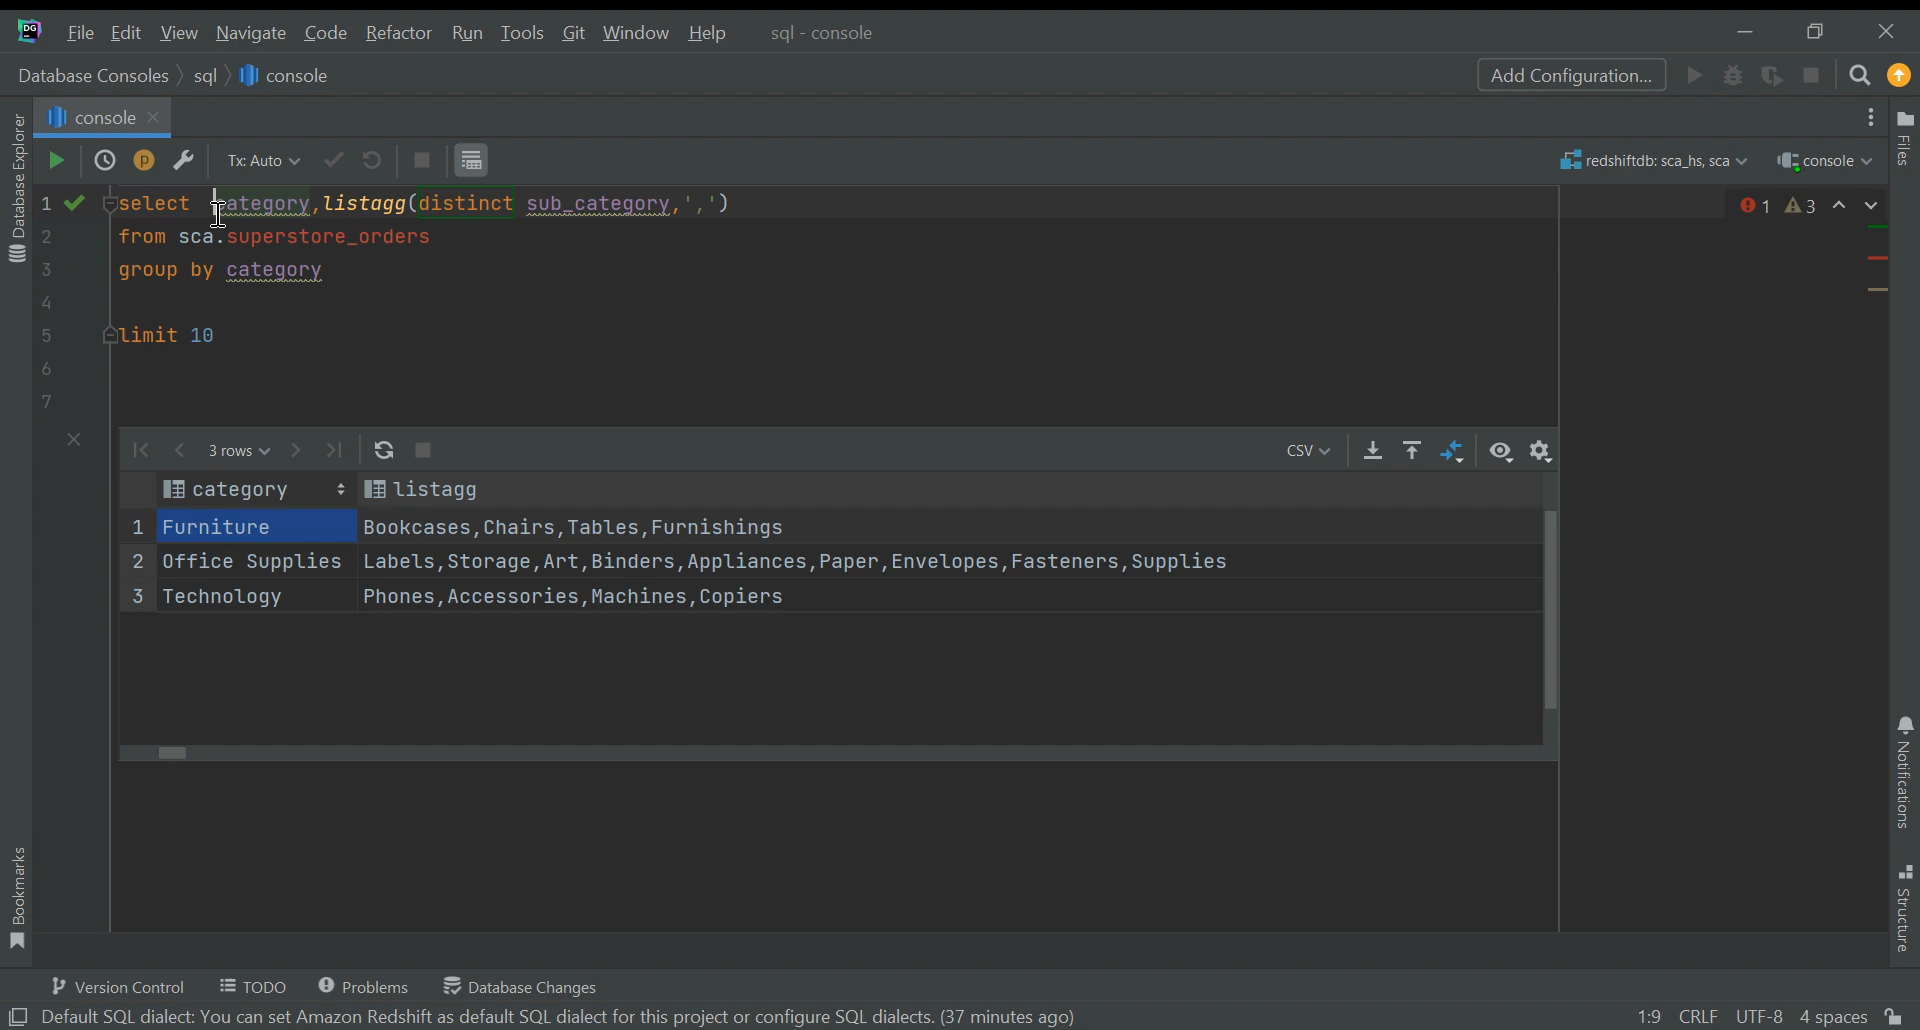 DG File Edit View Navigate Code Refactor Run Tools Git Window Help sql - console
Database Consoles sql console Add Configuration...
console
Tx: Auto redshiftdb: sca_hs, sca console
Database Explorer
Files
1 select category,listagg(distinct sub_category,',') 1 3
2 from sca.superstore_orders
3 group by category
4
5 limit 10
6
7
3 rows CSV
category listagg
1 Furniture Bookcases,Chairs,Tables,Furnishings
2 Office Supplies Labels,Storage,Art,Binders,Appliances,Paper,Envelopes,Fasteners,Supplies
3 Technology Phones,Accessories,Machines,Copiers
Notifications
Bookmarks
Structure
Version Control TODO Problems Database Changes
Default SQL dialect: You can set Amazon Redshift as default SQL dialect for this project or configure SQL dialects. (37 minutes ago) 1:9 CRLF UTF-8 4 spaces